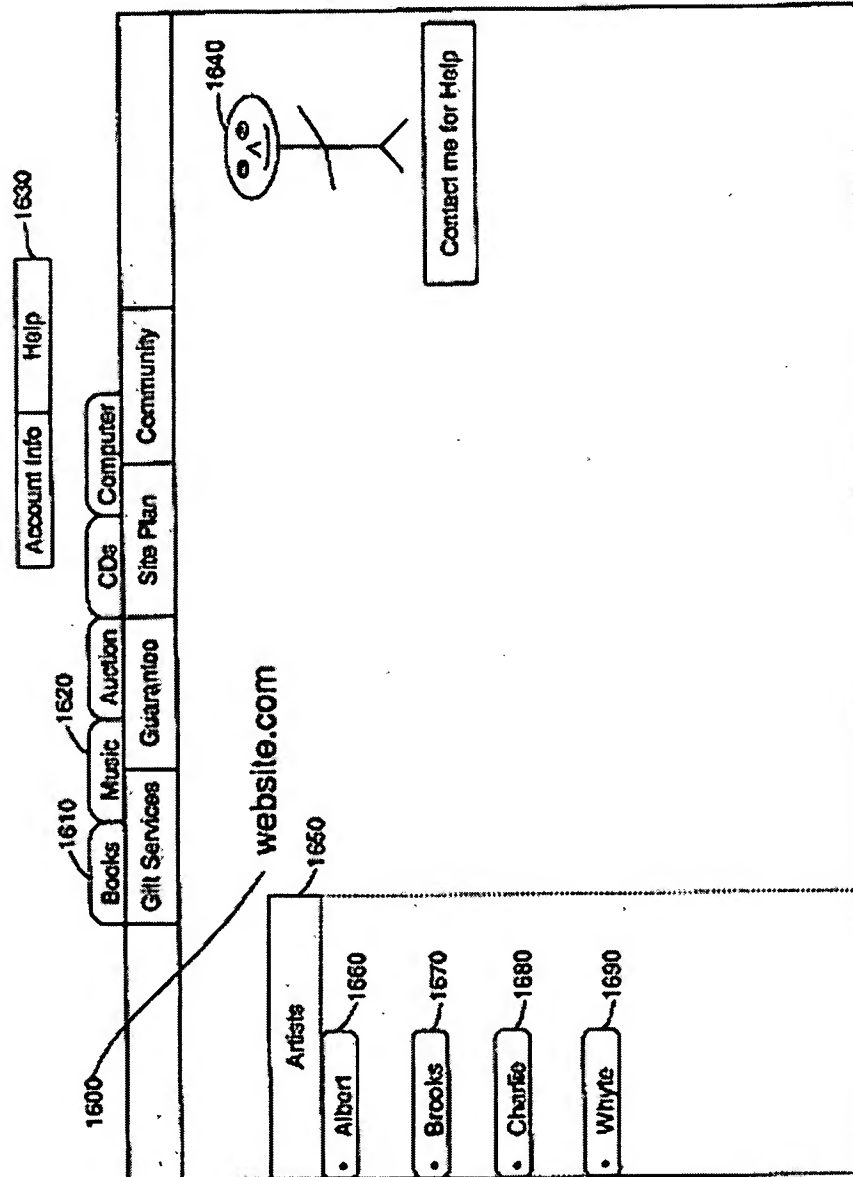 Account Info Help 1630
1610 1620
Books Music Auction CDs Computer
Gift Services Guarantee Site Plan Community
1600
website.com
1640
Contact me for Help
1650
Artists
• Albert 1660
• Brooks 1670
• Charlie 1680
• Whyte 1690